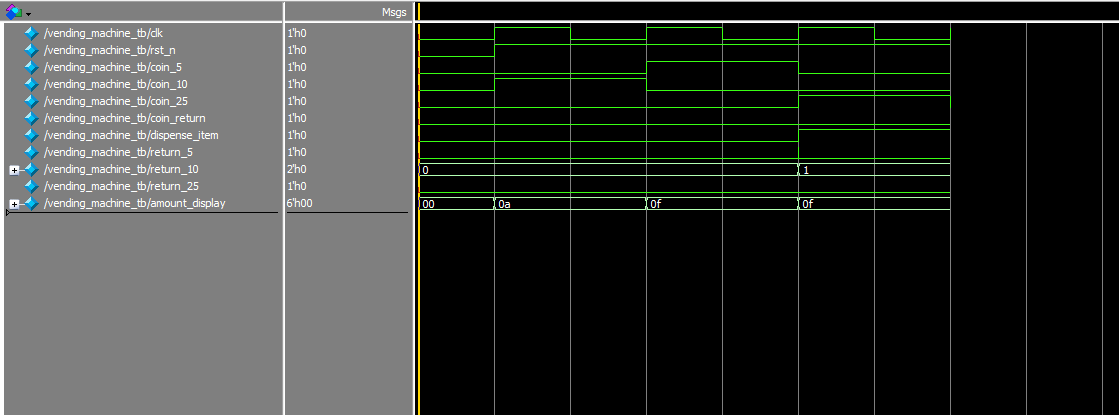 Msgs
/vending_machine_tb/clk 1'h0
/vending_machine_tb/rst_n 1'h0
/vending_machine_tb/coin_5 1'h0
/vending_machine_tb/coin_10 1'h0
/vending_machine_tb/coin_25 1'h0
/vending_machine_tb/coin_return 1'h0
/vending_machine_tb/dispense_item 1'h0
/vending_machine_tb/return_5 1'h0
/vending_machine_tb/return_10 2'h0 0 1
/vending_machine_tb/return_25 1'h0
/vending_machine_tb/amount_display 6'h00 00 0a 0f 0f